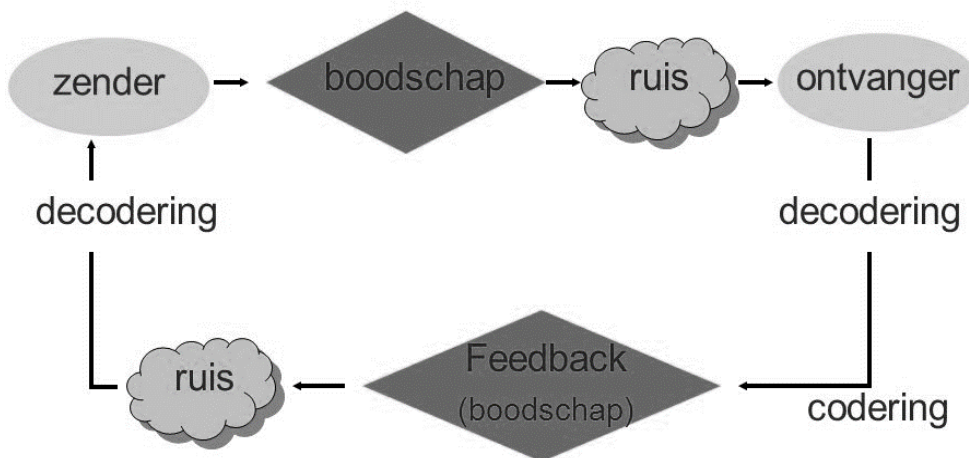 zender
boodschap
ruis
ontvanger
decodering
decodering
ruis
Feedback
(boodschap)
codering